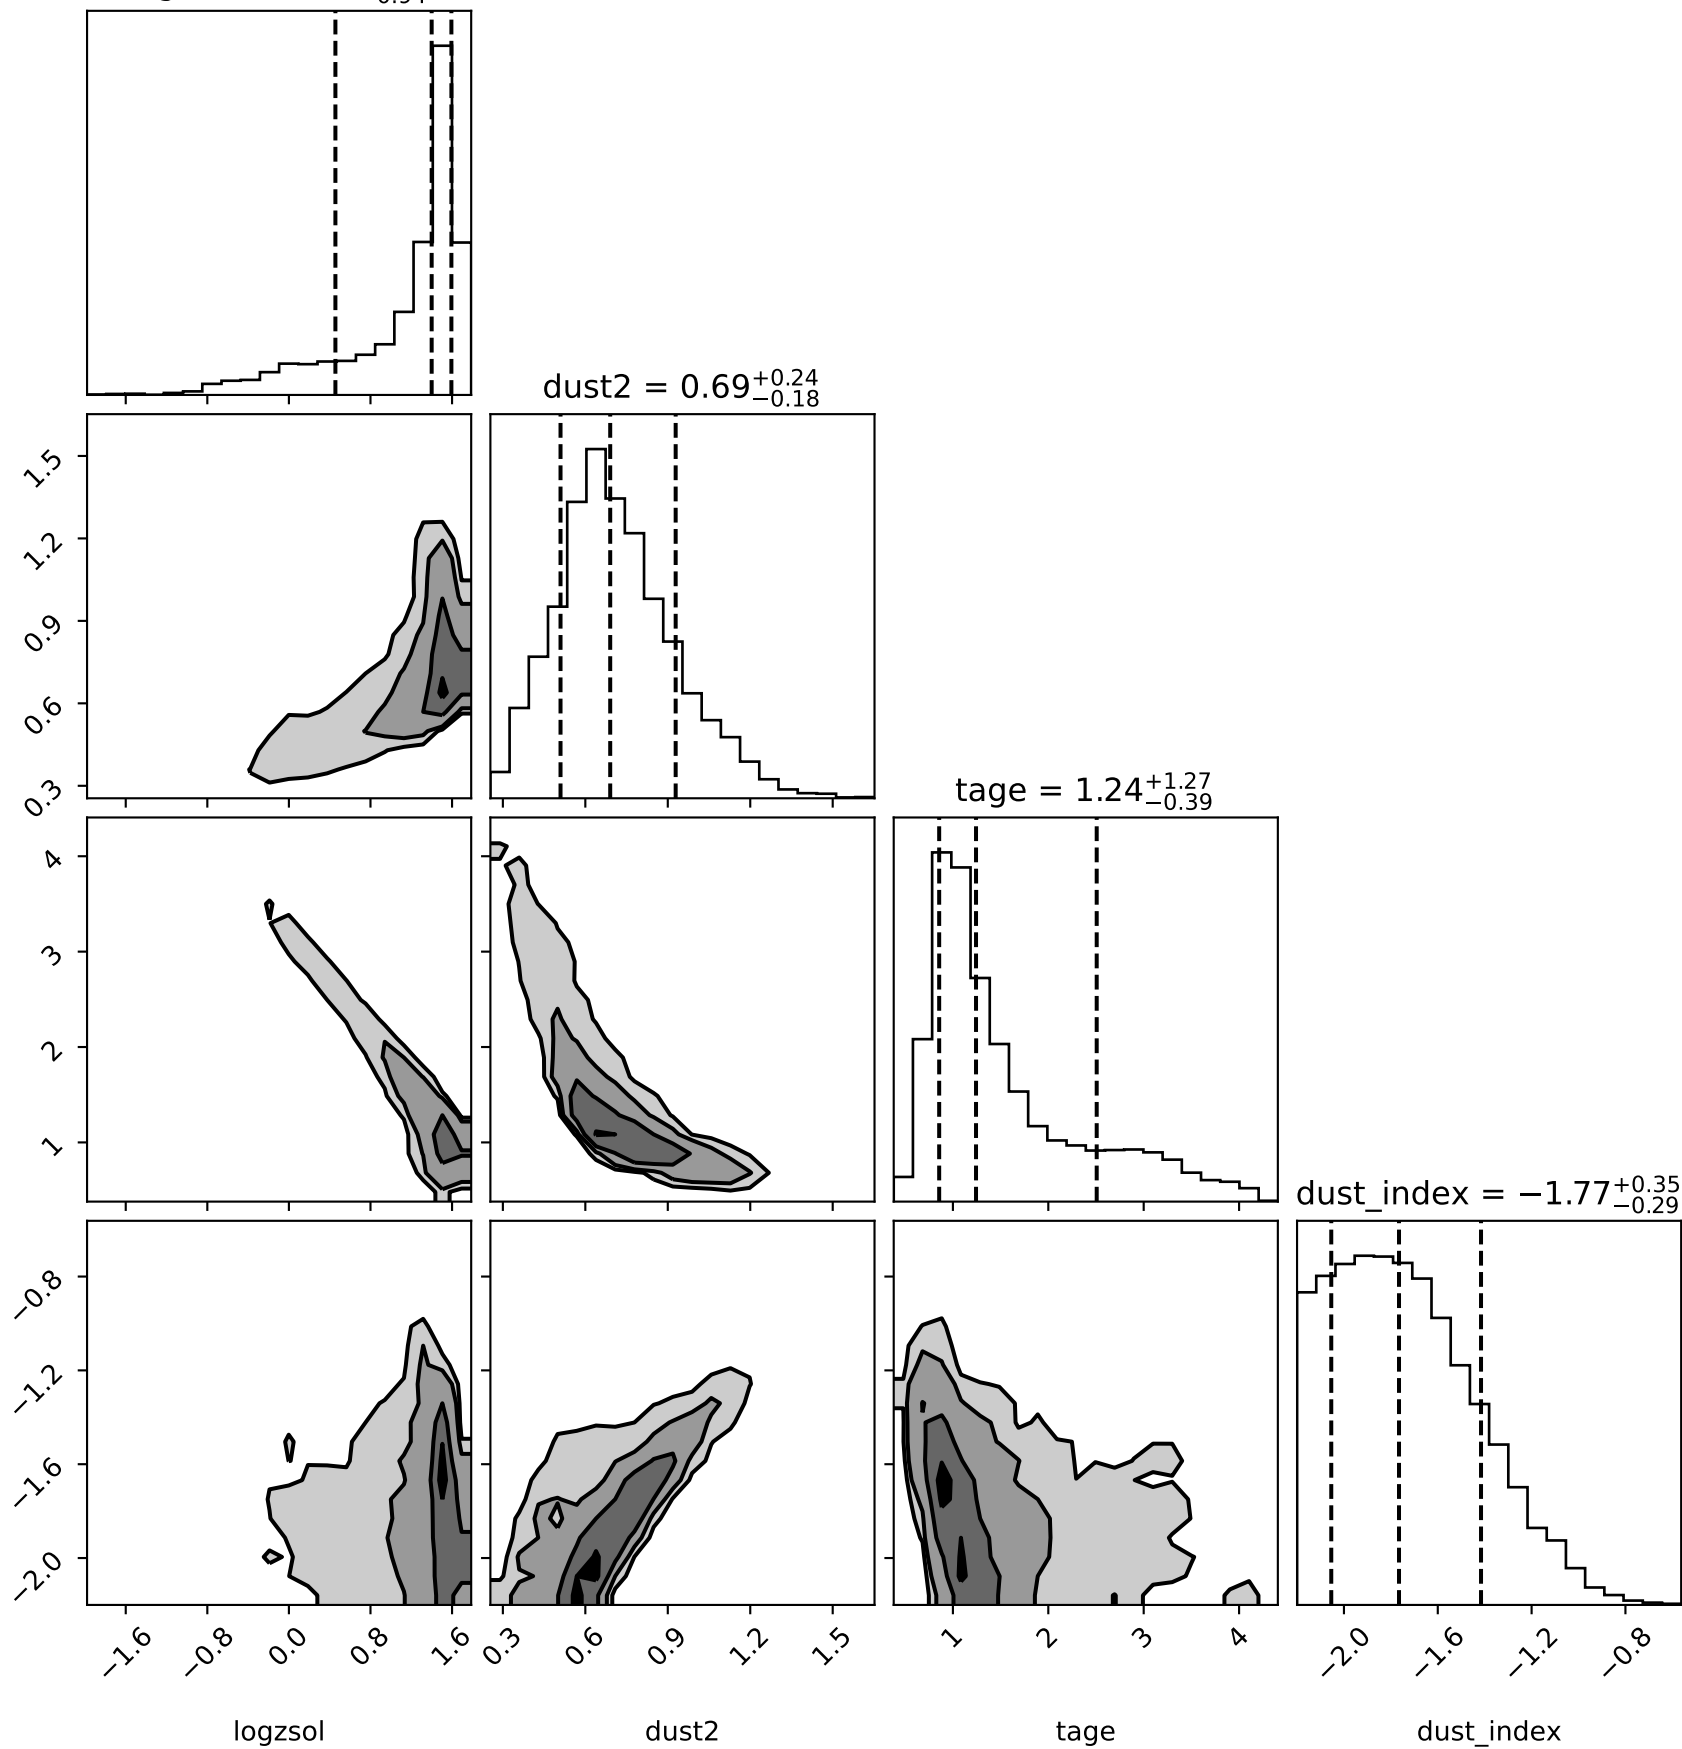 dust2 = 0.69 +0.24 −0.18
1.5
1.2
0.9
0.6
0.3
tage = 1.24 +1.27 −0.39
4
3
2
1
dust_index = −1.77 +0.35 −0.29
−0.8
−1.2
−1.6
−2.0
−1.6 −0.8 0.0 0.8 1.6 0.3 0.6 0.9 1.2 1.5 1 2 3 4 −2.0 −1.6 −1.2 −0.8
logzsol dust2 tage dust_index